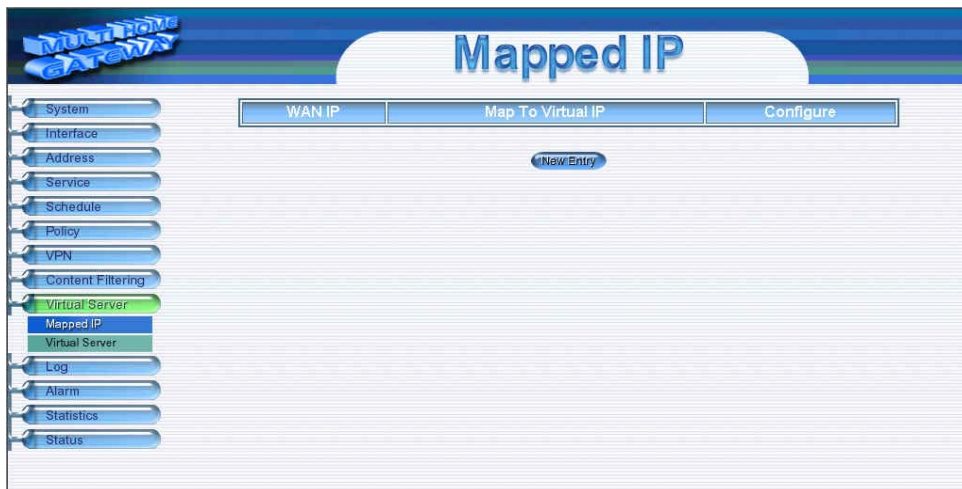 MULTI HOME
GATEWAY
Mapped IP
System
Interface
Address
Service
Schedule
Policy
VPN
Content Filtering
Virtual Server
Mapped IP
Virtual Server
Log
Alarm
Statistics
Status
WAN IP Map To Virtual IP Configure
New Entry